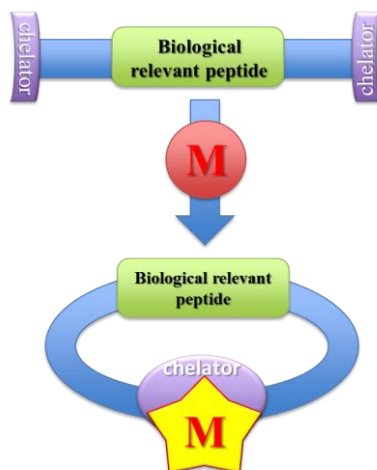 chelator
Biological
relevant peptide
chelator
M
Biological relevant
peptide
chelator
M